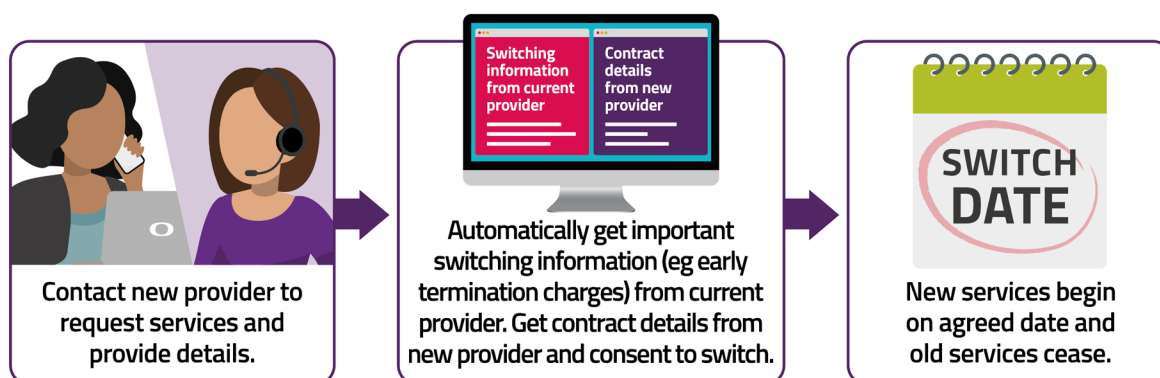 Contact new provider to
request services and
provide details.
Switching
information
from current
provider
Contract
details
from new
provider
Automatically get important
switching information (eg early
termination charges) from current
provider. Get contract details from
new provider and consent to switch.
SWITCH
DATE
New services begin
on agreed date and
old services cease.